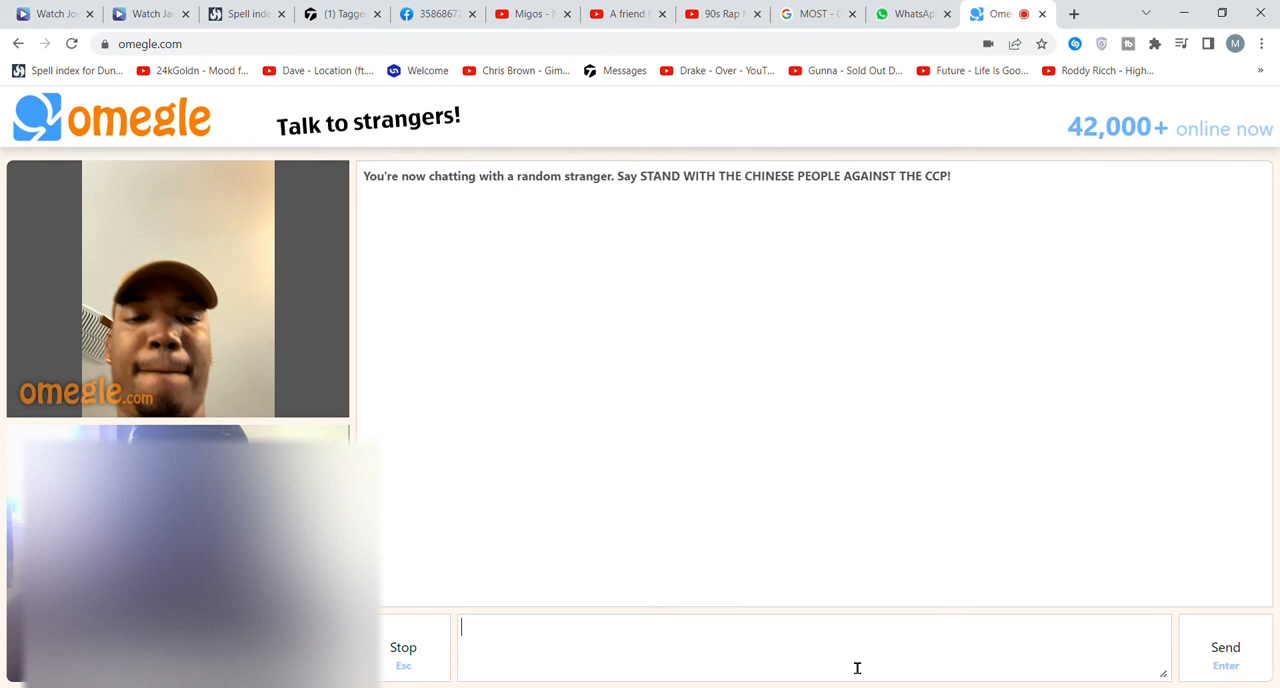 Watch Jo
Watch Ja
Spell inde
(1) Tagge
3586867
Migos - N
A friend f
90s Rap M
MOST - G
WhatsAp
Ome
omegle.com
Spell index for Dun...
24kGoldn - Mood f...
Dave - Location (ft....
Welcome
Chris Brown - Gim...
Messages
Drake - Over - YouT...
Gunna - Sold Out D...
Future - Life Is Goo...
Roddy Ricch - High...
»
omegle
Talk to strangers!
42,000+ online now
You're now chatting with a random stranger. Say STAND WITH THE CHINESE PEOPLE AGAINST THE CCP!
omegle.com
Stop
Esc
Send
Enter